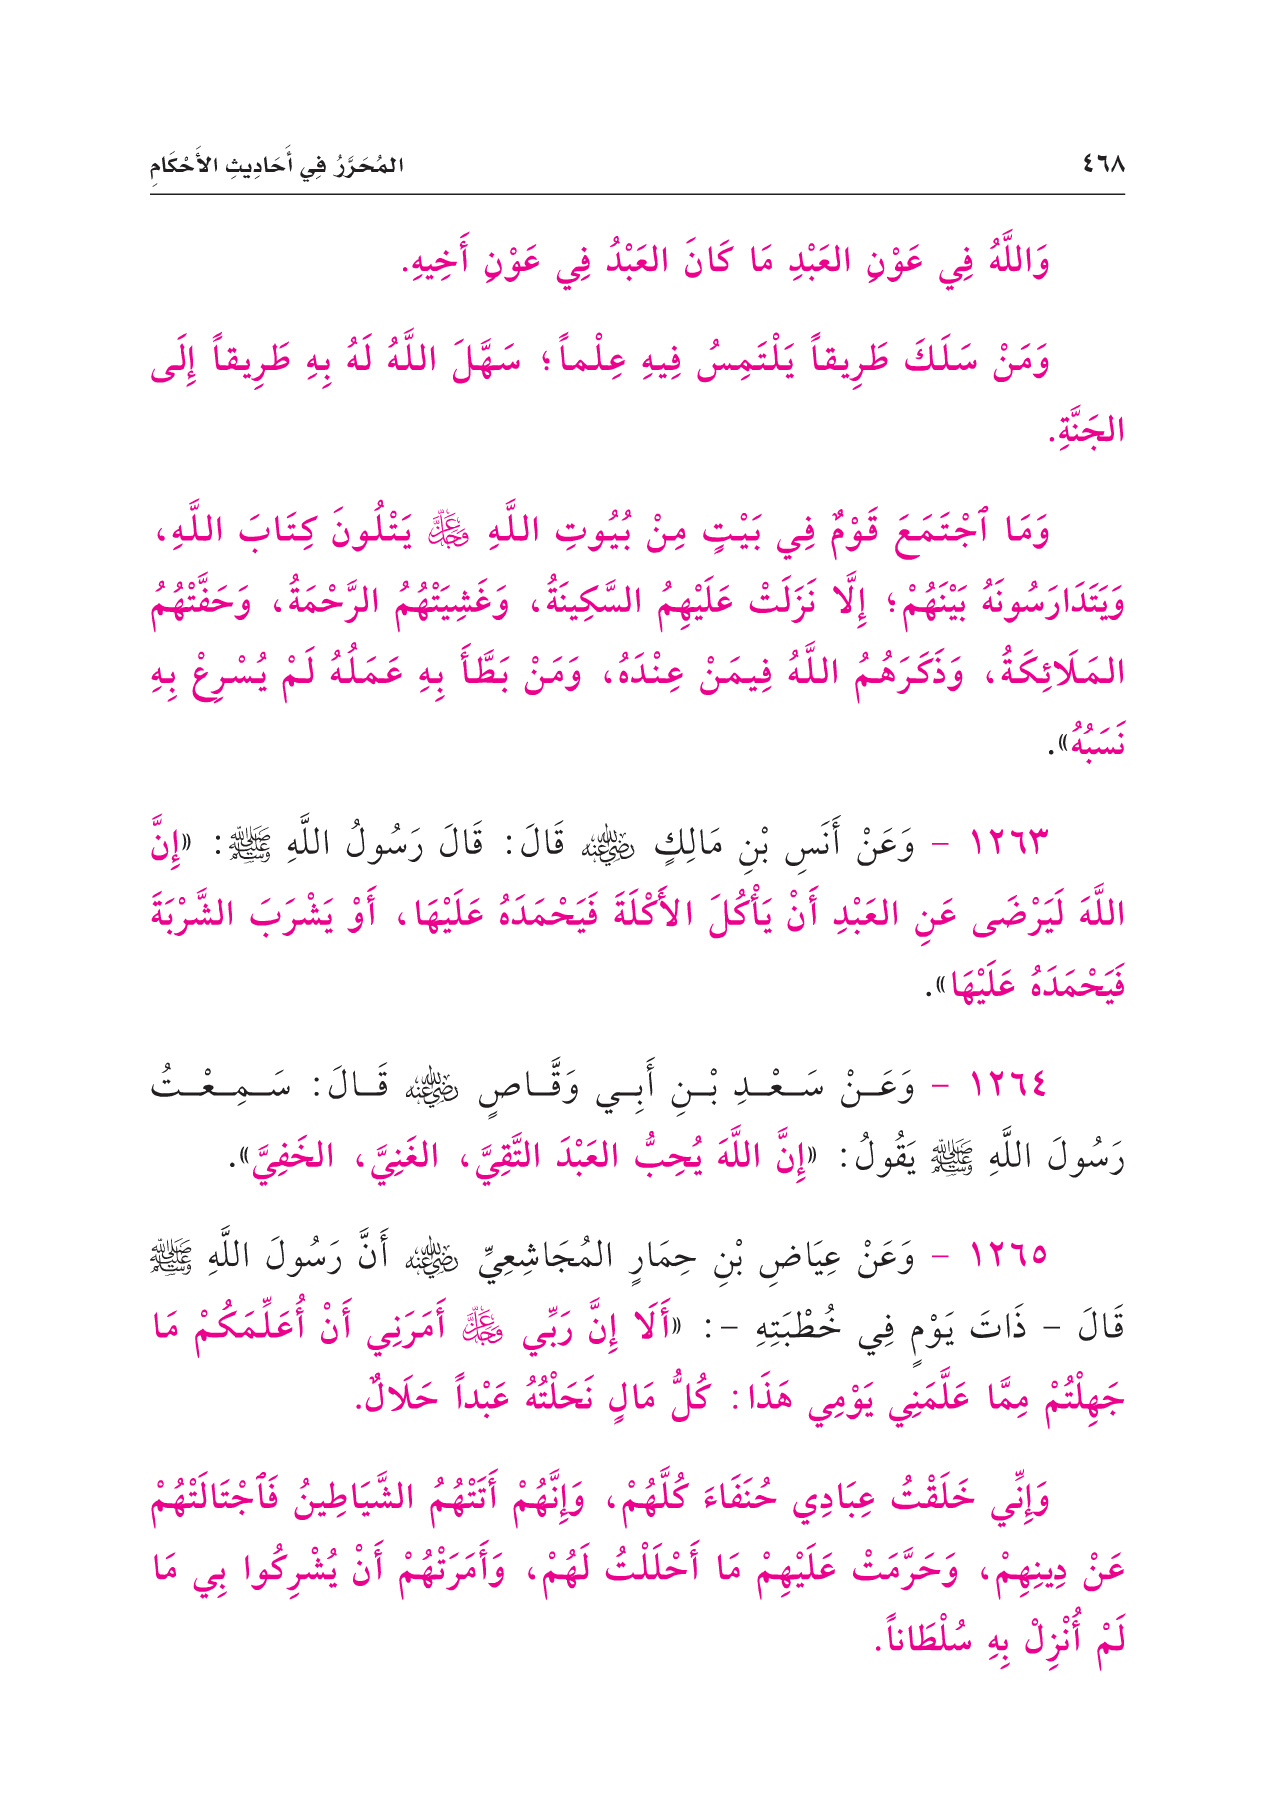 ٤٦٨
المُحَرَّرُ فِي أَحَادِيثِ الأَحْكَامِ
وَاللَّهُ فِي عَوْنِ العَبْدِ مَا كَانَ العَبْدُ فِي عَوْنِ أَخِيهِ.
وَمَنْ سَلَكَ طَرِيقاً يَلْتَمِسُ فِيهِ عِلْماً؛ سَهَّلَ اللَّهُ لَهُ بِهِ طَرِيقاً إِلَى
الجَنَّةِ.
وَمَا ٱجْتَمَعَ قَوْمٌ فِي بَيْتٍ مِنْ بُيُوتِ اللَّهِ عَزَّ وَجَلَّ يَتْلُونَ كِتَابَ اللَّهِ،
وَيَتَدَارَسُونَهُ بَيْنَهُمْ؛ إِلَّا نَزَلَتْ عَلَيْهِمُ السَّكِينَةُ، وَغَشِيَتْهُمُ الرَّحْمَةُ، وَحَفَّتْهُمُ
المَلَائِكَةُ، وَذَكَرَهُمُ اللَّهُ فِيمَنْ عِنْدَهُ، وَمَنْ بَطَّأَ بِهِ عَمَلُهُ لَمْ يُسْرِعْ بِهِ
نَسَبُهُ».
١٢٦٣ - وَعَنْ أَنَسِ بْنِ مَالِكٍ رضي الله عنه قَالَ: قَالَ رَسُولُ اللَّهِ ﷺ: «إِنَّ
اللَّهَ لَيَرْضَى عَنِ العَبْدِ أَنْ يَأْكُلَ الأَكْلَةَ فَيَحْمَدَهُ عَلَيْهَا، أَوْ يَشْرَبَ الشَّرْبَةَ
فَيَحْمَدَهُ عَلَيْهَا».
١٢٦٤ - وَعَنْ سَعْدِ بْنِ أَبِي وَقَّاصٍ رضي الله عنه قَالَ: سَمِعْتُ
رَسُولَ اللَّهِ ﷺ يَقُولُ: «إِنَّ اللَّهَ يُحِبُّ العَبْدَ التَّقِيَّ، الغَنِيَّ، الخَفِيَّ».
١٢٦٥ - وَعَنْ عِيَاضِ بْنِ حِمَارٍ المُجَاشِعِيِّ رضي الله عنه أَنَّ رَسُولَ اللَّهِ ﷺ
قَالَ - ذَاتَ يَوْمٍ فِي خُطْبَتِهِ -: «أَلَا إِنَّ رَبِّي عَزَّ وَجَلَّ أَمَرَنِي أَنْ أُعَلِّمَكُمْ مَا
جَهِلْتُمْ مِمَّا عَلَّمَنِي يَوْمِي هَذَا: كُلُّ مَالٍ نَحَلْتُهُ عَبْداً حَلَالٌ.
وَإِنِّي خَلَقْتُ عِبَادِي حُنَفَاءَ كُلَّهُمْ، وَإِنَّهُمْ أَتَتْهُمُ الشَّيَاطِينُ فَٱجْتَالَتْهُمْ
عَنْ دِينِهِمْ، وَحَرَّمَتْ عَلَيْهِمْ مَا أَحْلَلْتُ لَهُمْ، وَأَمَرَتْهُمْ أَنْ يُشْرِكُوا بِي مَا
لَمْ أُنْزِلْ بِهِ سُلْطَاناً.